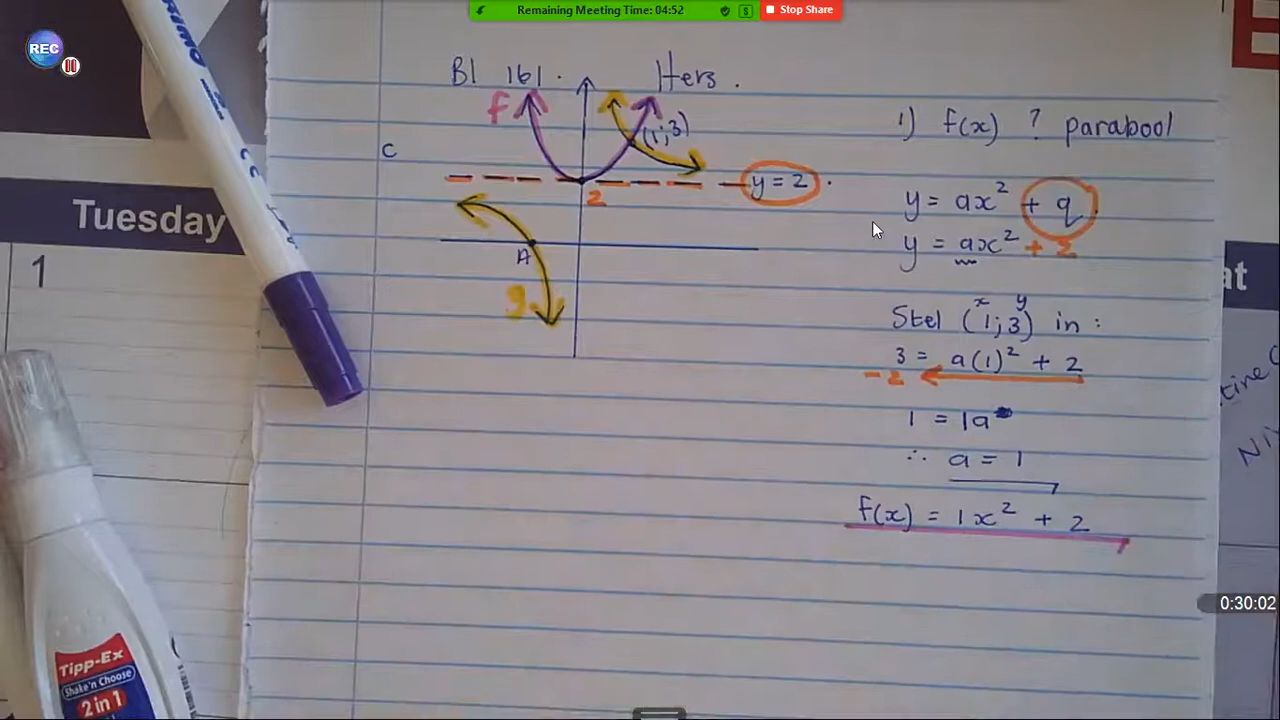 Remaining Meeting Time: 04:52
Stop Share
REC
Bl 161. Hers.
f
(1;3)
C
y = 2
2
A
g
1) f(x) ? parabool
y = ax² + q
y = ax² + 2
x y
Stel (1;3) in :
3 = a(1)² + 2
- 2
1 = 1a
∴ a = 1
f(x) = 1x² + 2
Tuesday
1
at
0:30:02
Tipp-Ex
Shake'n Choose
2 in 1